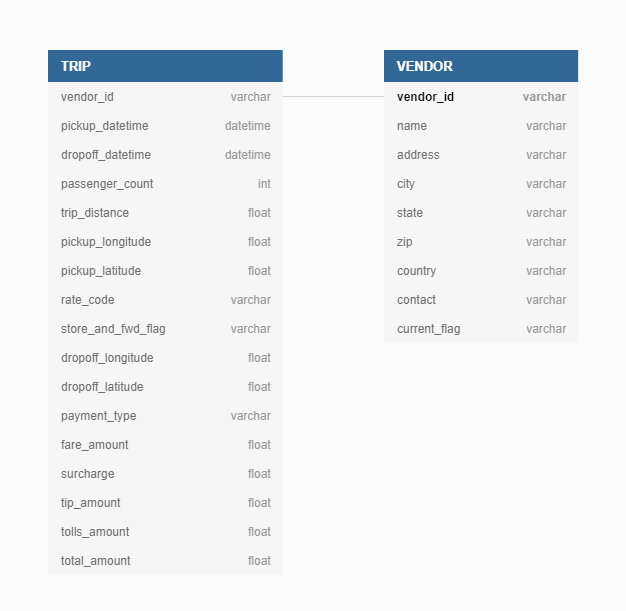 TRIP
vendor_id varchar
pickup_datetime datetime
dropoff_datetime datetime
passenger_count int
trip_distance float
pickup_longitude float
pickup_latitude float
rate_code varchar
store_and_fwd_flag varchar
dropoff_longitude float
dropoff_latitude float
payment_type varchar
fare_amount float
surcharge float
tip_amount float
tolls_amount float
total_amount float
VENDOR
vendor_id varchar
name varchar
address varchar
city varchar
state varchar
zip varchar
country varchar
contact varchar
current_flag varchar